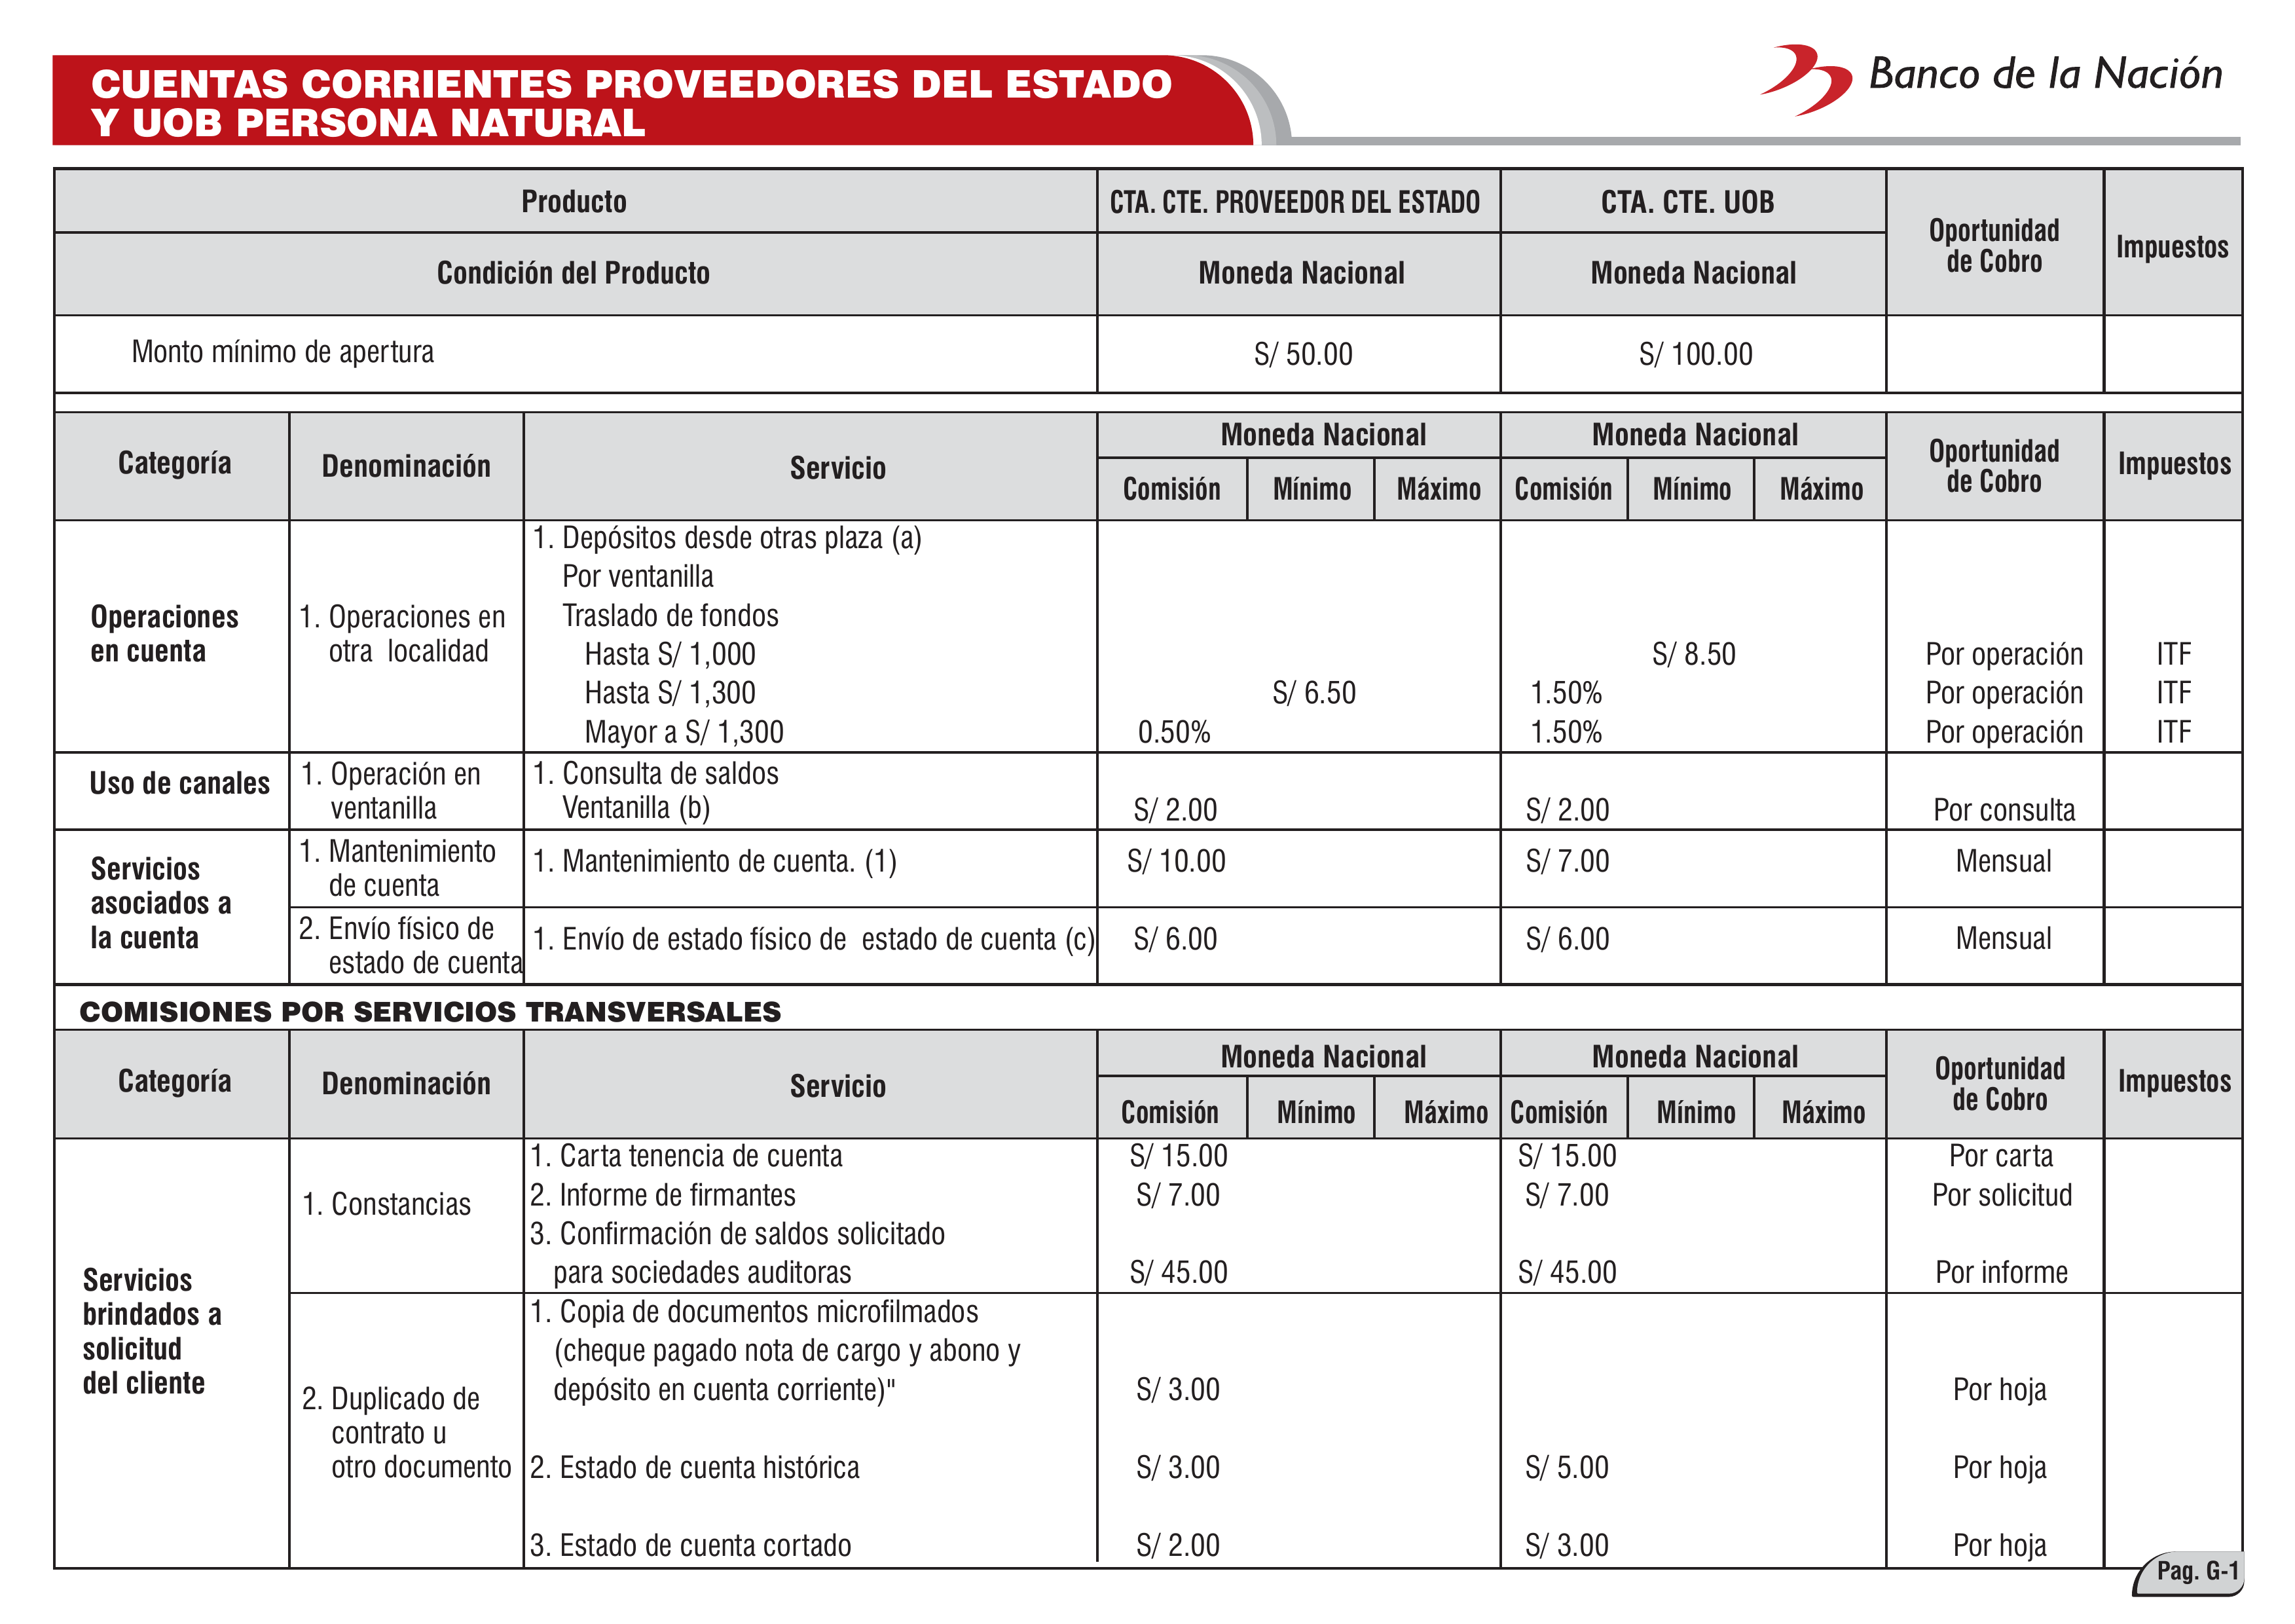 CUENTAS CORRIENTES PROVEEDORES DEL ESTADO
Y UOB PERSONA NATURAL
Banco de la Nación
Producto CTA. CTE. PROVEEDOR DEL ESTADO CTA. CTE. UOB Oportunidad de Cobro Impuestos
Condición del Producto Moneda Nacional Moneda Nacional
Monto mínimo de apertura S/ 50.00 S/ 100.00
Categoría Denominación Servicio Moneda Nacional Moneda Nacional Oportunidad de Cobro Impuestos
Comisión Mínimo Máximo Comisión Mínimo Máximo
Operaciones en cuenta
1. Operaciones en otra localidad
1. Depósitos desde otras plaza (a)
Por ventanilla
Traslado de fondos
Hasta S/ 1,000 S/ 8.50 Por operación ITF
Hasta S/ 1,300 S/ 6.50 1.50% Por operación ITF
Mayor a S/ 1,300 0.50% 1.50% Por operación ITF
Uso de canales
1. Operación en ventanilla
1. Consulta de saldos
Ventanilla (b) S/ 2.00 S/ 2.00 Por consulta
Servicios asociados a la cuenta
1. Mantenimiento de cuenta
1. Mantenimiento de cuenta. (1) S/ 10.00 S/ 7.00 Mensual
2. Envío físico de estado de cuenta
1. Envío de estado físico de estado de cuenta (c) S/ 6.00 S/ 6.00 Mensual
COMISIONES POR SERVICIOS TRANSVERSALES
Categoría Denominación Servicio Moneda Nacional Moneda Nacional Oportunidad de Cobro Impuestos
Comisión Mínimo Máximo Comisión Mínimo Máximo
Servicios brindados a solicitud del cliente
1. Constancias
1. Carta tenencia de cuenta S/ 15.00 S/ 15.00 Por carta
2. Informe de firmantes S/ 7.00 S/ 7.00 Por solicitud
3. Confirmación de saldos solicitado
para sociedades auditoras S/ 45.00 S/ 45.00 Por informe
2. Duplicado de contrato u otro documento
1. Copia de documentos microfilmados
(cheque pagado nota de cargo y abono y
depósito en cuenta corriente)" S/ 3.00 Por hoja
2. Estado de cuenta histórica S/ 3.00 S/ 5.00 Por hoja
3. Estado de cuenta cortado S/ 2.00 S/ 3.00 Por hoja
Pag. G-1